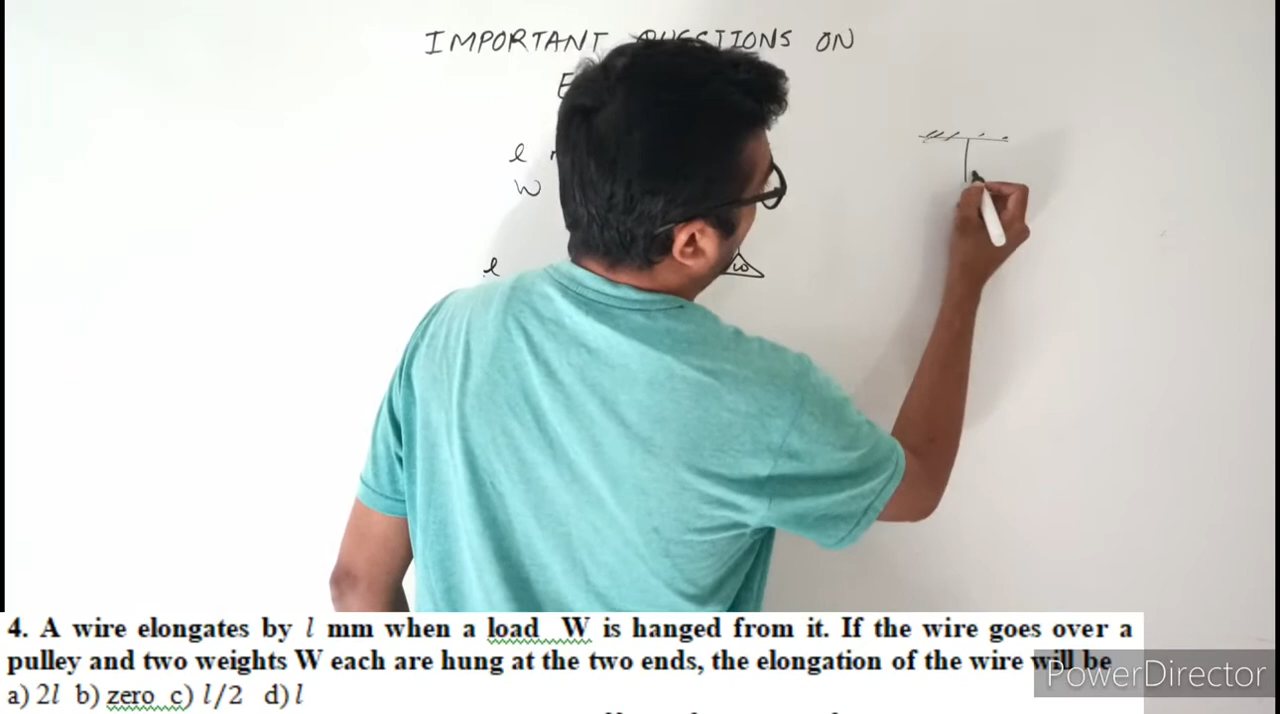 IMPORTANT QUESTIONS ON
E
l
W
l
w
4. A wire elongates by l mm when a load W is hanged from it. If the wire goes over a
pulley and two weights W each are hung at the two ends, the elongation of the wire will be
a) 2l b) zero c) l/2 d) l
PowerDirector